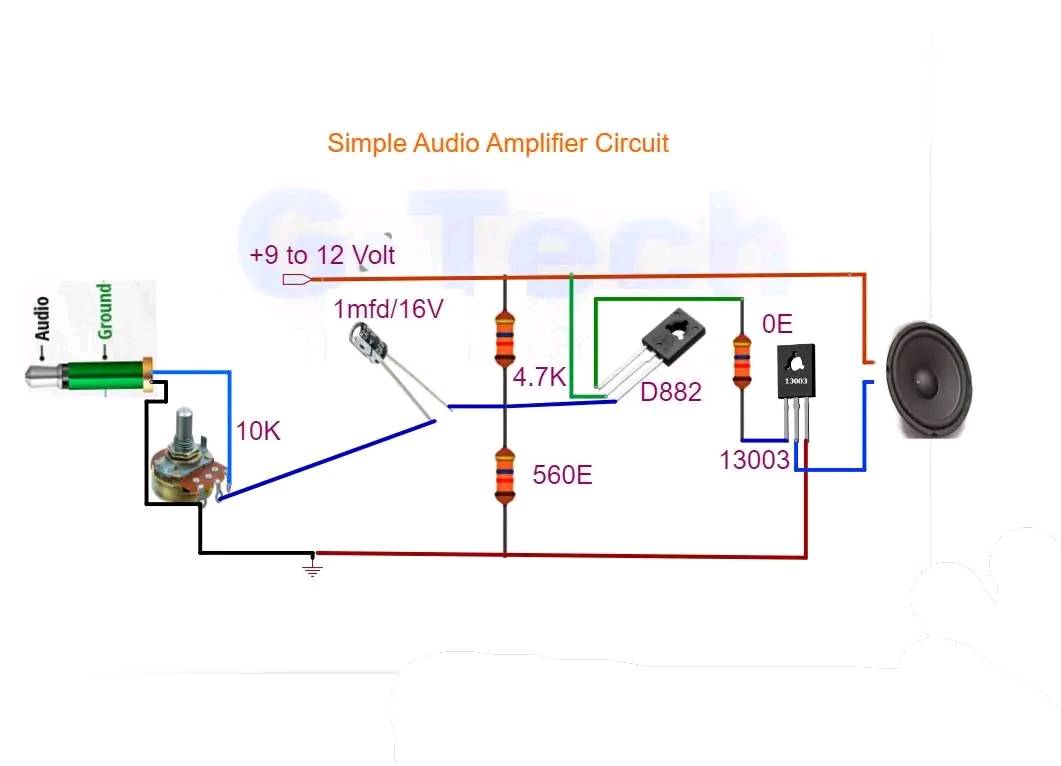 Simple Audio Amplifier Circuit
G Tech
+9 to 12 Volt
1mfd/16V
Audio
Ground
0E
13003
4.7K
D882
10K
13003
560E